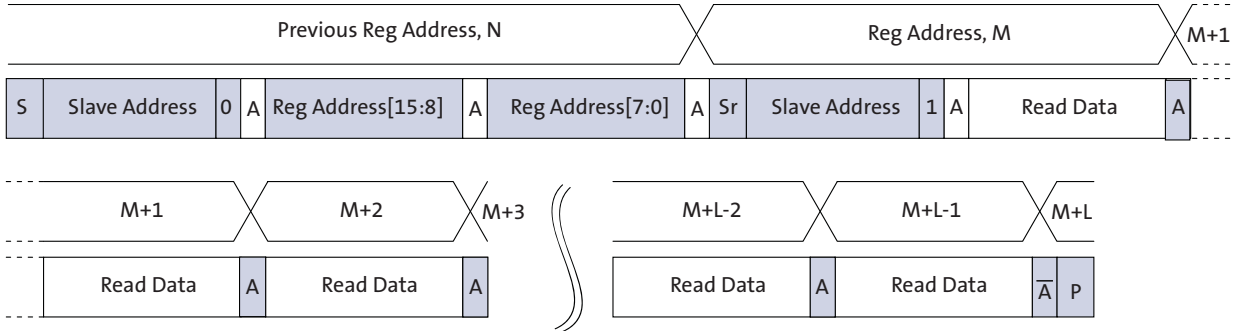 Previous Reg Address, N Reg Address, M M+1
S Slave Address 0 A Reg Address[15:8] A Reg Address[7:0] A Sr Slave Address 1 A Read Data A
M+1 M+2 M+3 M+L-2 M+L-1 M+L
Read Data A Read Data A Read Data A Read Data A̅ P